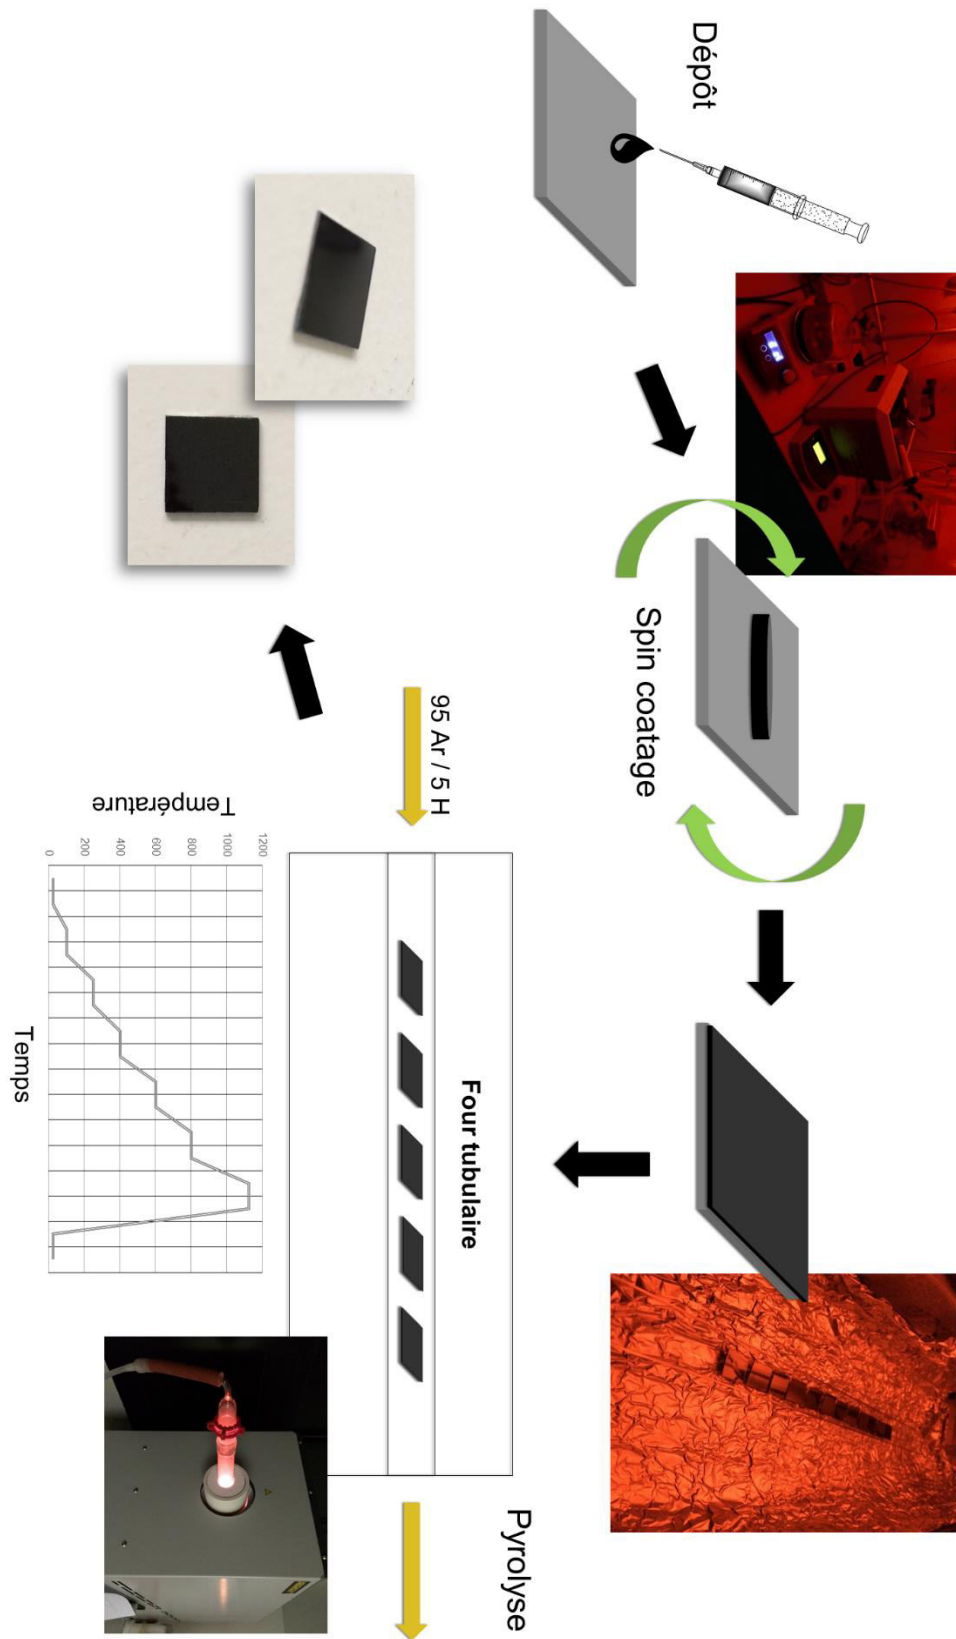 Dépôt
Spin coatage
95 Ar / 5 H
Four tubulaire
Pyrolyse
Température
1200
1000
800
600
400
200
0
Temps